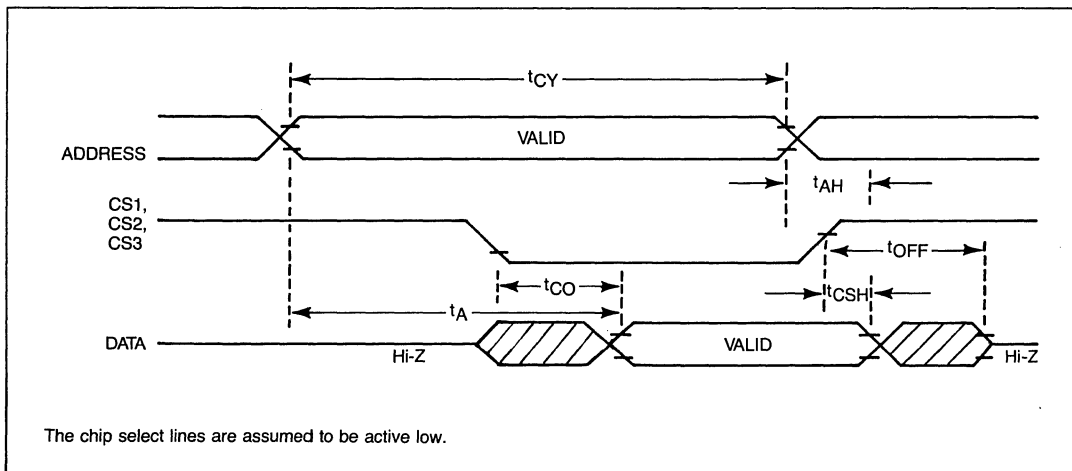 tCY
VALID
ADDRESS
tAH
CS1,
CS2,
CS3
tOFF
tCO
tCSH
tA
DATA
VALID
Hi-Z
Hi-Z
The chip select lines are assumed to be active low.